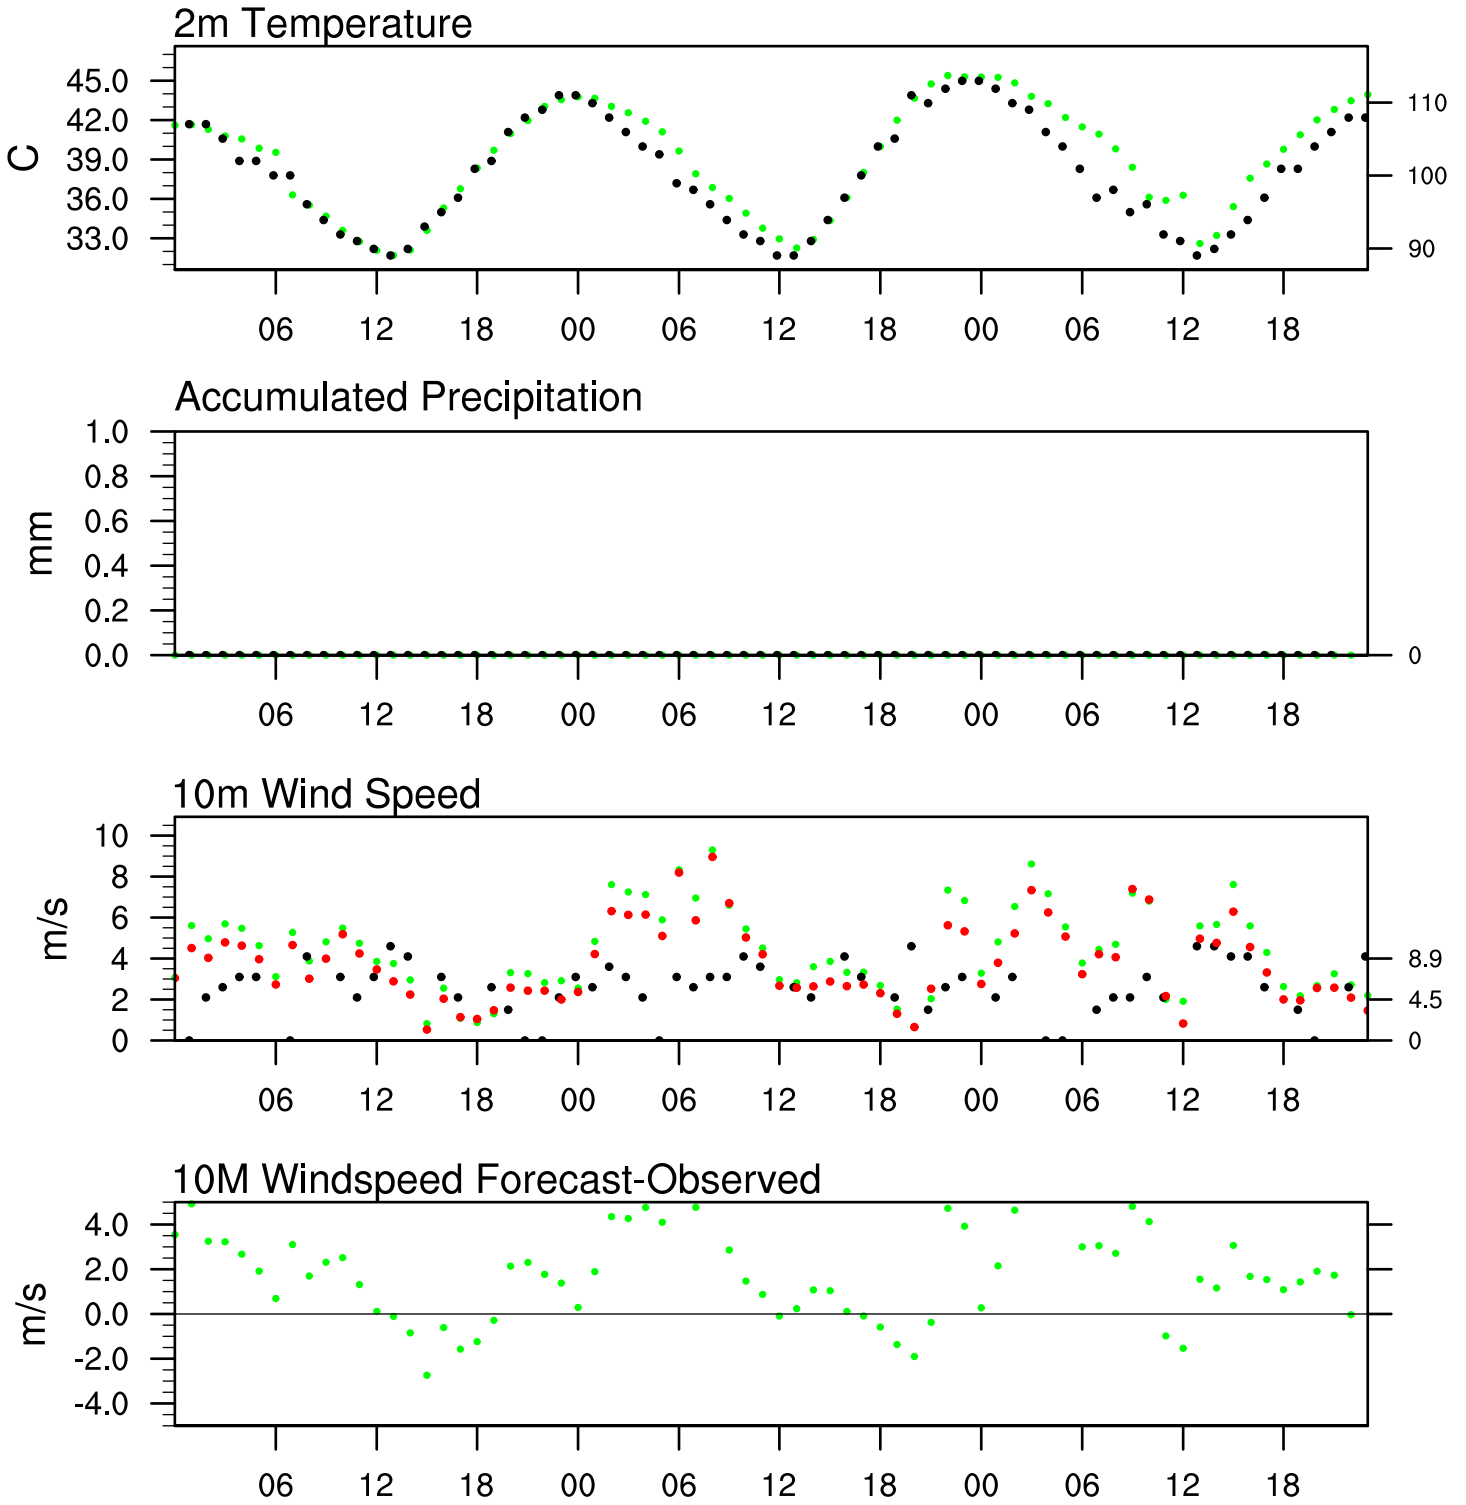 2m Temperature
45.0
42.0
39.0
36.0
33.0
C
110
100
90
06 12 18 00 06 12 18 00 06 12 18
Accumulated Precipitation
1.0
0.8
0.6
0.4
0.2
0.0
mm
0
06 12 18 00 06 12 18 00 06 12 18
10m Wind Speed
10
8
6
4
2
0
m/s
8.9
4.5
0
06 12 18 00 06 12 18 00 06 12 18
10M Windspeed Forecast-Observed
4.0
2.0
0.0
-2.0
-4.0
m/s
06 12 18 00 06 12 18 00 06 12 18